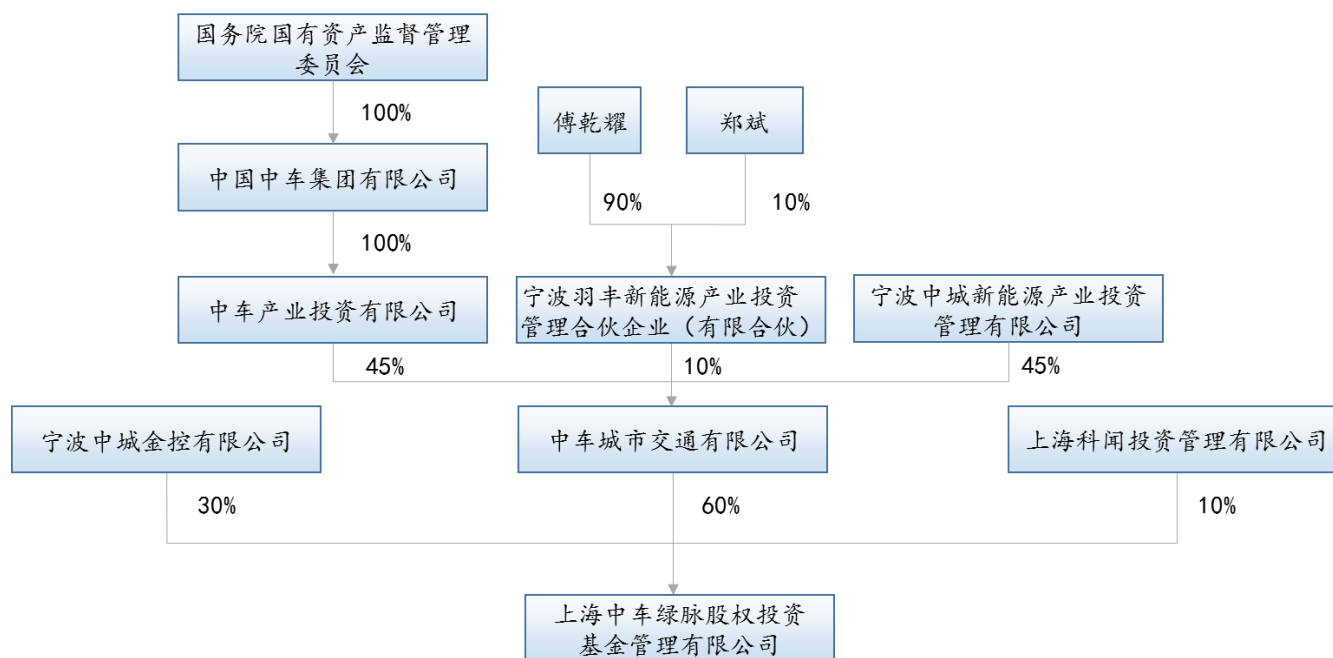 国务院国有资产监督管理
委员会
100%
傅乾耀
郑斌
中国中车集团有限公司
90%
10%
100%
中车产业投资有限公司
宁波羽丰新能源产业投资
管理合伙企业（有限合伙）
宁波中城新能源产业投资
管理有限公司
45%
10%
45%
宁波中城金控有限公司
中车城市交通有限公司
上海科闻投资管理有限公司
30%
60%
10%
上海中车绿脉股权投资
基金管理有限公司